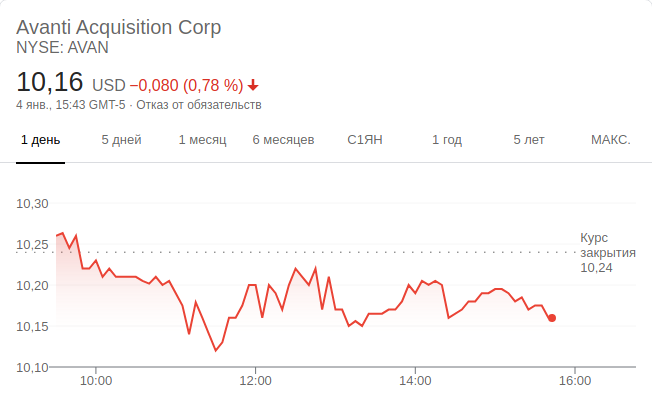 Avanti Acquisition Corp
NYSE: AVAN
10,16 USD −0,080 (0,78 %)
4 янв., 15:43 GMT-5 · Отказ от обязательств
1 день 5 дней 1 месяц 6 месяцев С1ЯН 1 год 5 лет МАКС.
10,30
10,25
10,20
10,15
10,10
Курс
закрытия
10,24
10:00 12:00 14:00 16:00